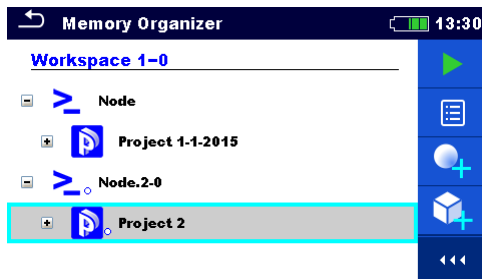 Memory Organizer 13:30
Workspace 1-0
Node
Project 1-1-2015
Node.2-0
Project 2